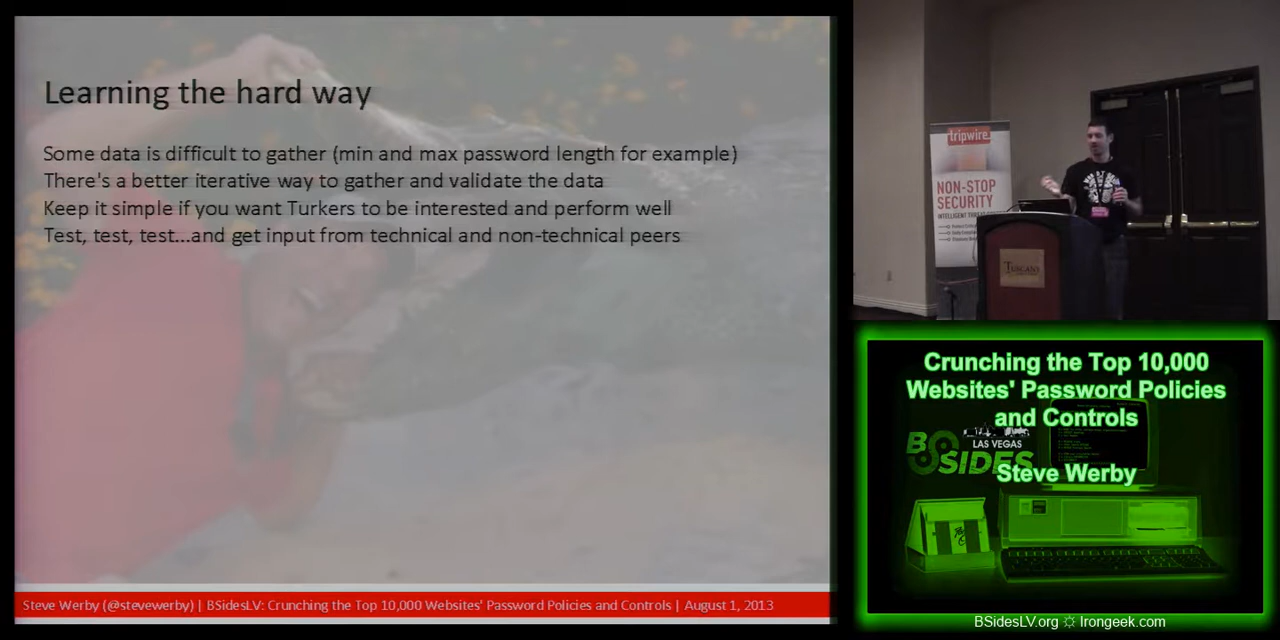 Learning the hard way
Some data is difficult to gather (min and max password length for example)
There's a better iterative way to gather and validate the data
Keep it simple if you want Turkers to be interested and perform well
Test, test, test...and get input from technical and non-technical peers
Steve Werby (@stevewerby) | BSidesLV: Crunching the Top 10,000 Websites' Password Policies and Controls | August 1, 2013
tripwire
NON-STOP
SECURITY
TUSCANY
Crunching the Top 10,000
Websites' Password Policies
and Controls
LAS VEGAS
BSIDES
Steve Werby
BSidesLV.org ☼ Irongeek.com